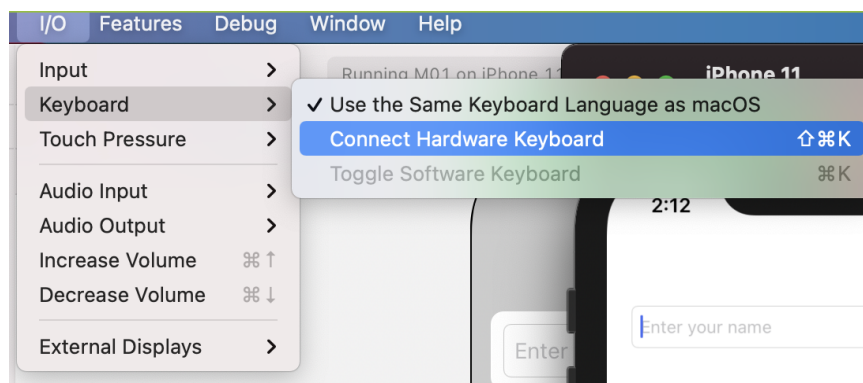 I/O Features Debug Window Help
Input
Keyboard
Touch Pressure
Audio Input
Audio Output
Increase Volume ⌘↑
Decrease Volume ⌘↓
External Displays
Running M01 on iPhone 11
✓ Use the Same Keyboard Language as macOS
Connect Hardware Keyboard ⇧⌘K
Toggle Software Keyboard ⌘K
iPhone 11
2:12
Enter your name
Enter